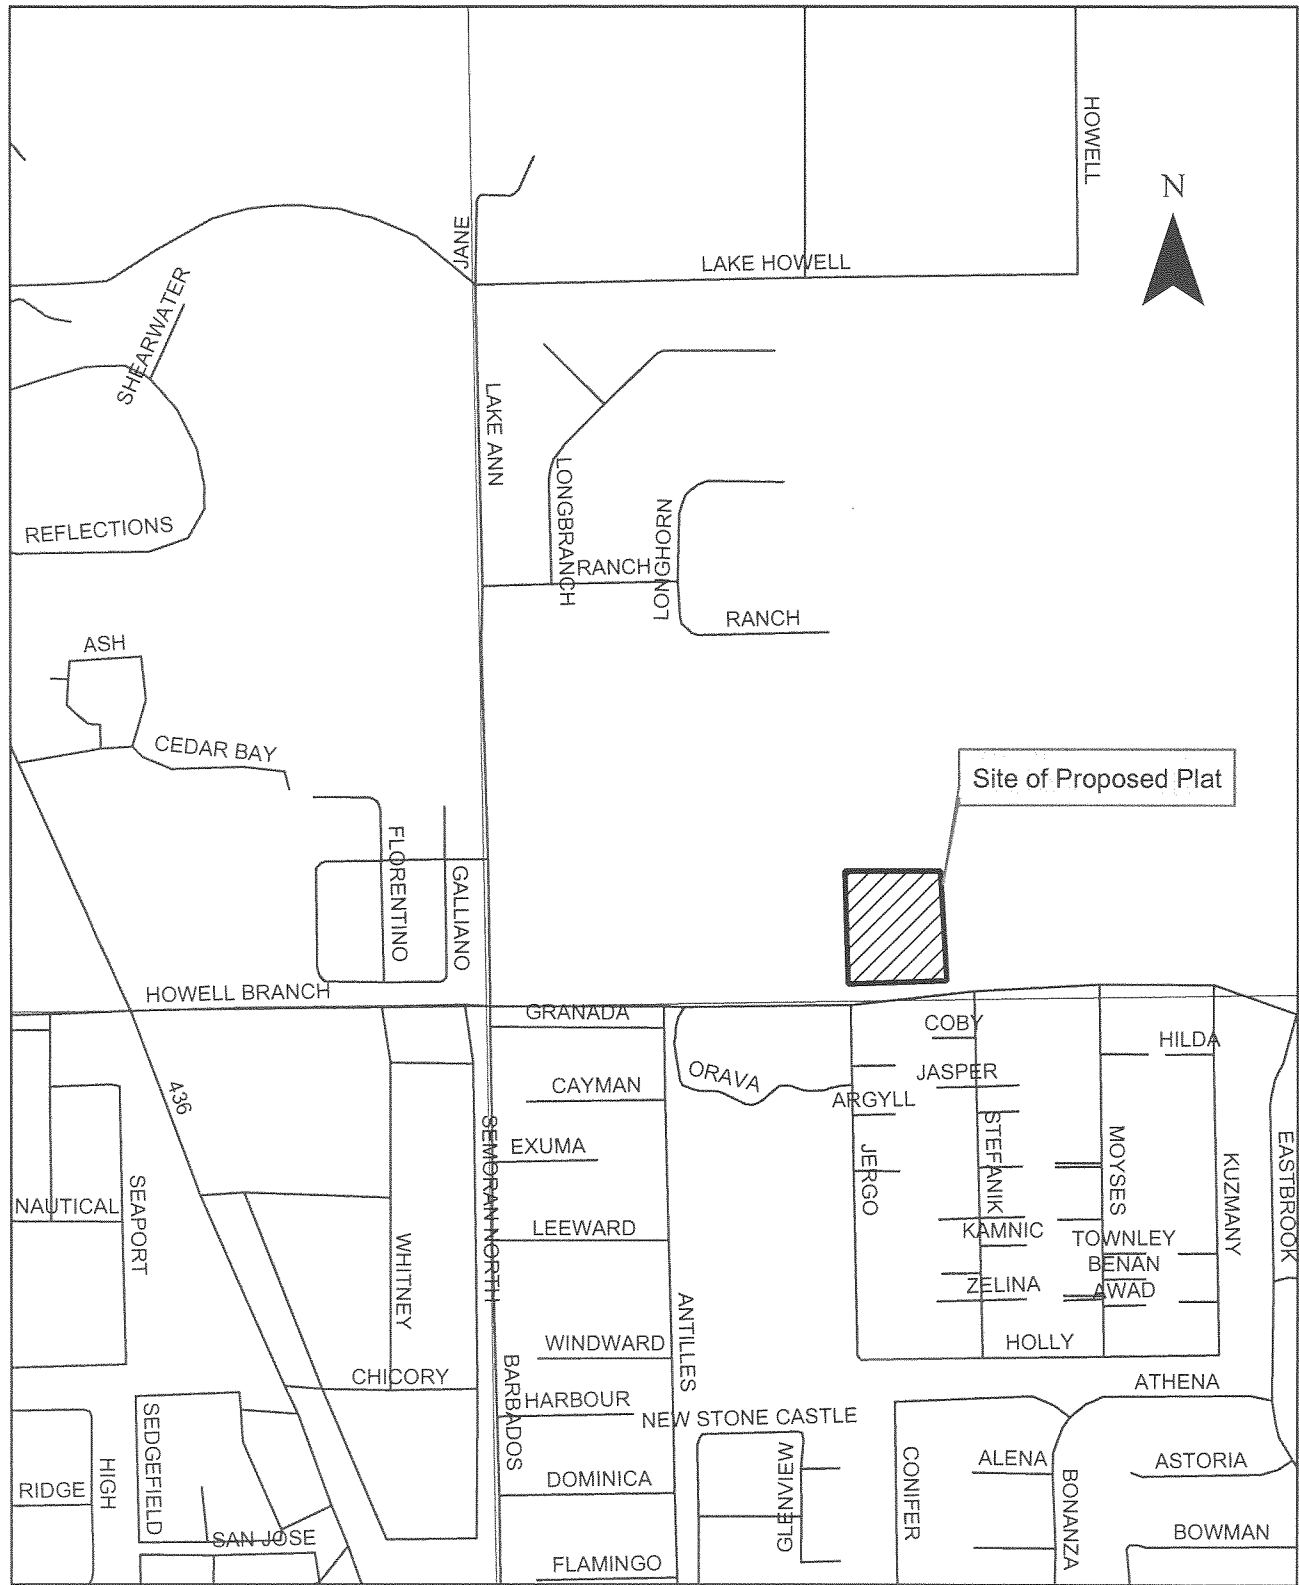 HOWELL
N
JANE
LAKE HOWELL
SHEARWATER
LAKE ANN
LONGBRANCH
LONGHORN
REFLECTIONS
RANCH
RANCH
ASH
CEDAR BAY
Site of Proposed Plat
FLORENTINO
GALLIANO
HOWELL BRANCH
GRANADA
COBY
HILDA
ORAVA
JASPER
CAYMAN
ARGYLL
436
STEFANIK
SEMORAN NORTH
EXUMA
JERGO
MOYSES
KUZMANY
EASTBROOK
SEAPORT
NAUTICAL
LEEWARD
KAMNIC
TOWNLEY
WHITNEY
BENAN
ZELINA
AWAD
ANTILLES
WINDWARD
HOLLY
BARBADOS
CHICORY
ATHENA
HARBOUR
NEW STONE CASTLE
SEDGEFIELD
HIGH
GLENVIEW
CONIFER
ALENA
ASTORIA
RIDGE
DOMINICA
BONANZA
SAN JOSE
BOWMAN
FLAMINGO